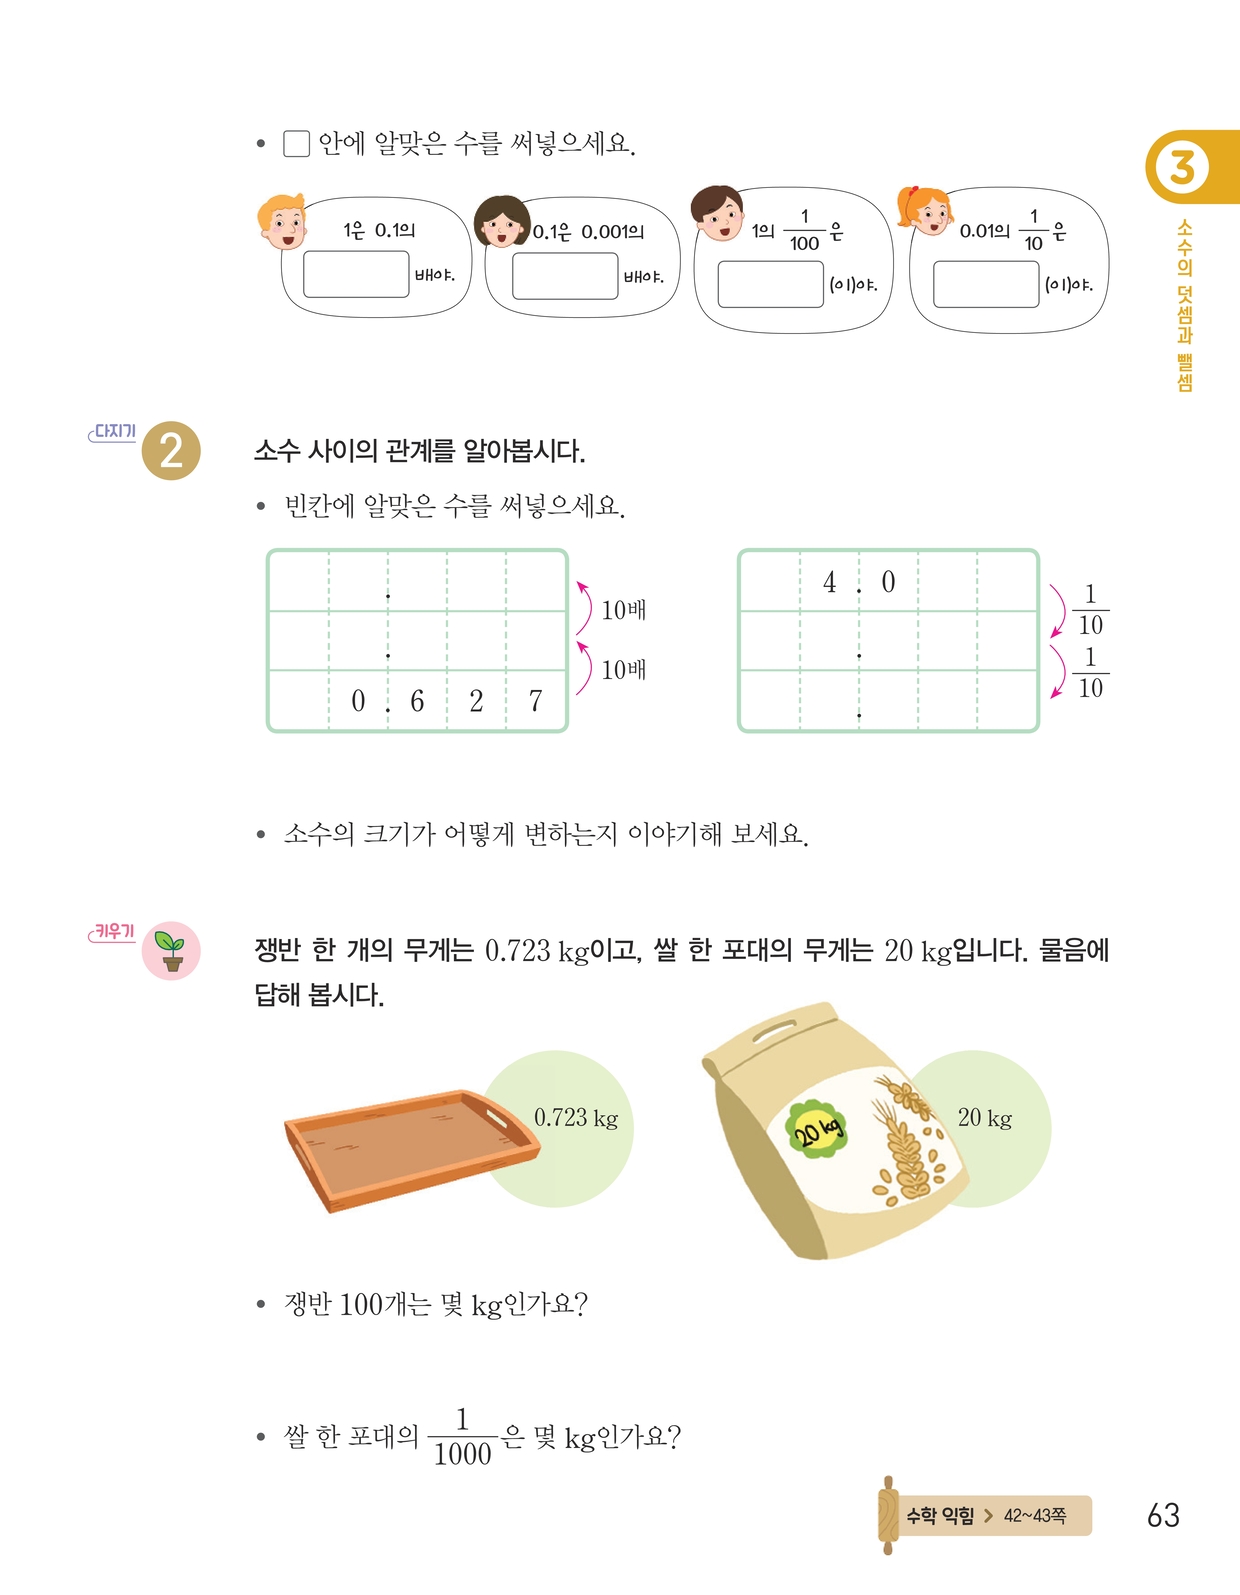 • □ 안에 알맞은 수를 써넣으세요.
1은 0.1의
배야.
0.1은 0.001의
배야.
1의 1/100 은
(이)야.
0.01의 1/10 은
(이)야.
3
소수의 덧셈과 뺄셈
다지기
2
소수 사이의 관계를 알아봅시다.
• 빈칸에 알맞은 수를 써넣으세요.
.
.
0 . 6 2 7
10배
10배
4 . 0
.
.
1/10
1/10
• 소수의 크기가 어떻게 변하는지 이야기해 보세요.
키우기
쟁반 한 개의 무게는 0.723 kg이고, 쌀 한 포대의 무게는 20 kg입니다. 물음에
답해 봅시다.
0.723 kg
20 kg
20 kg
• 쟁반 100개는 몇 kg인가요?
• 쌀 한 포대의 1/1000 은 몇 kg인가요?
수학 익힘 > 42~43쪽
63